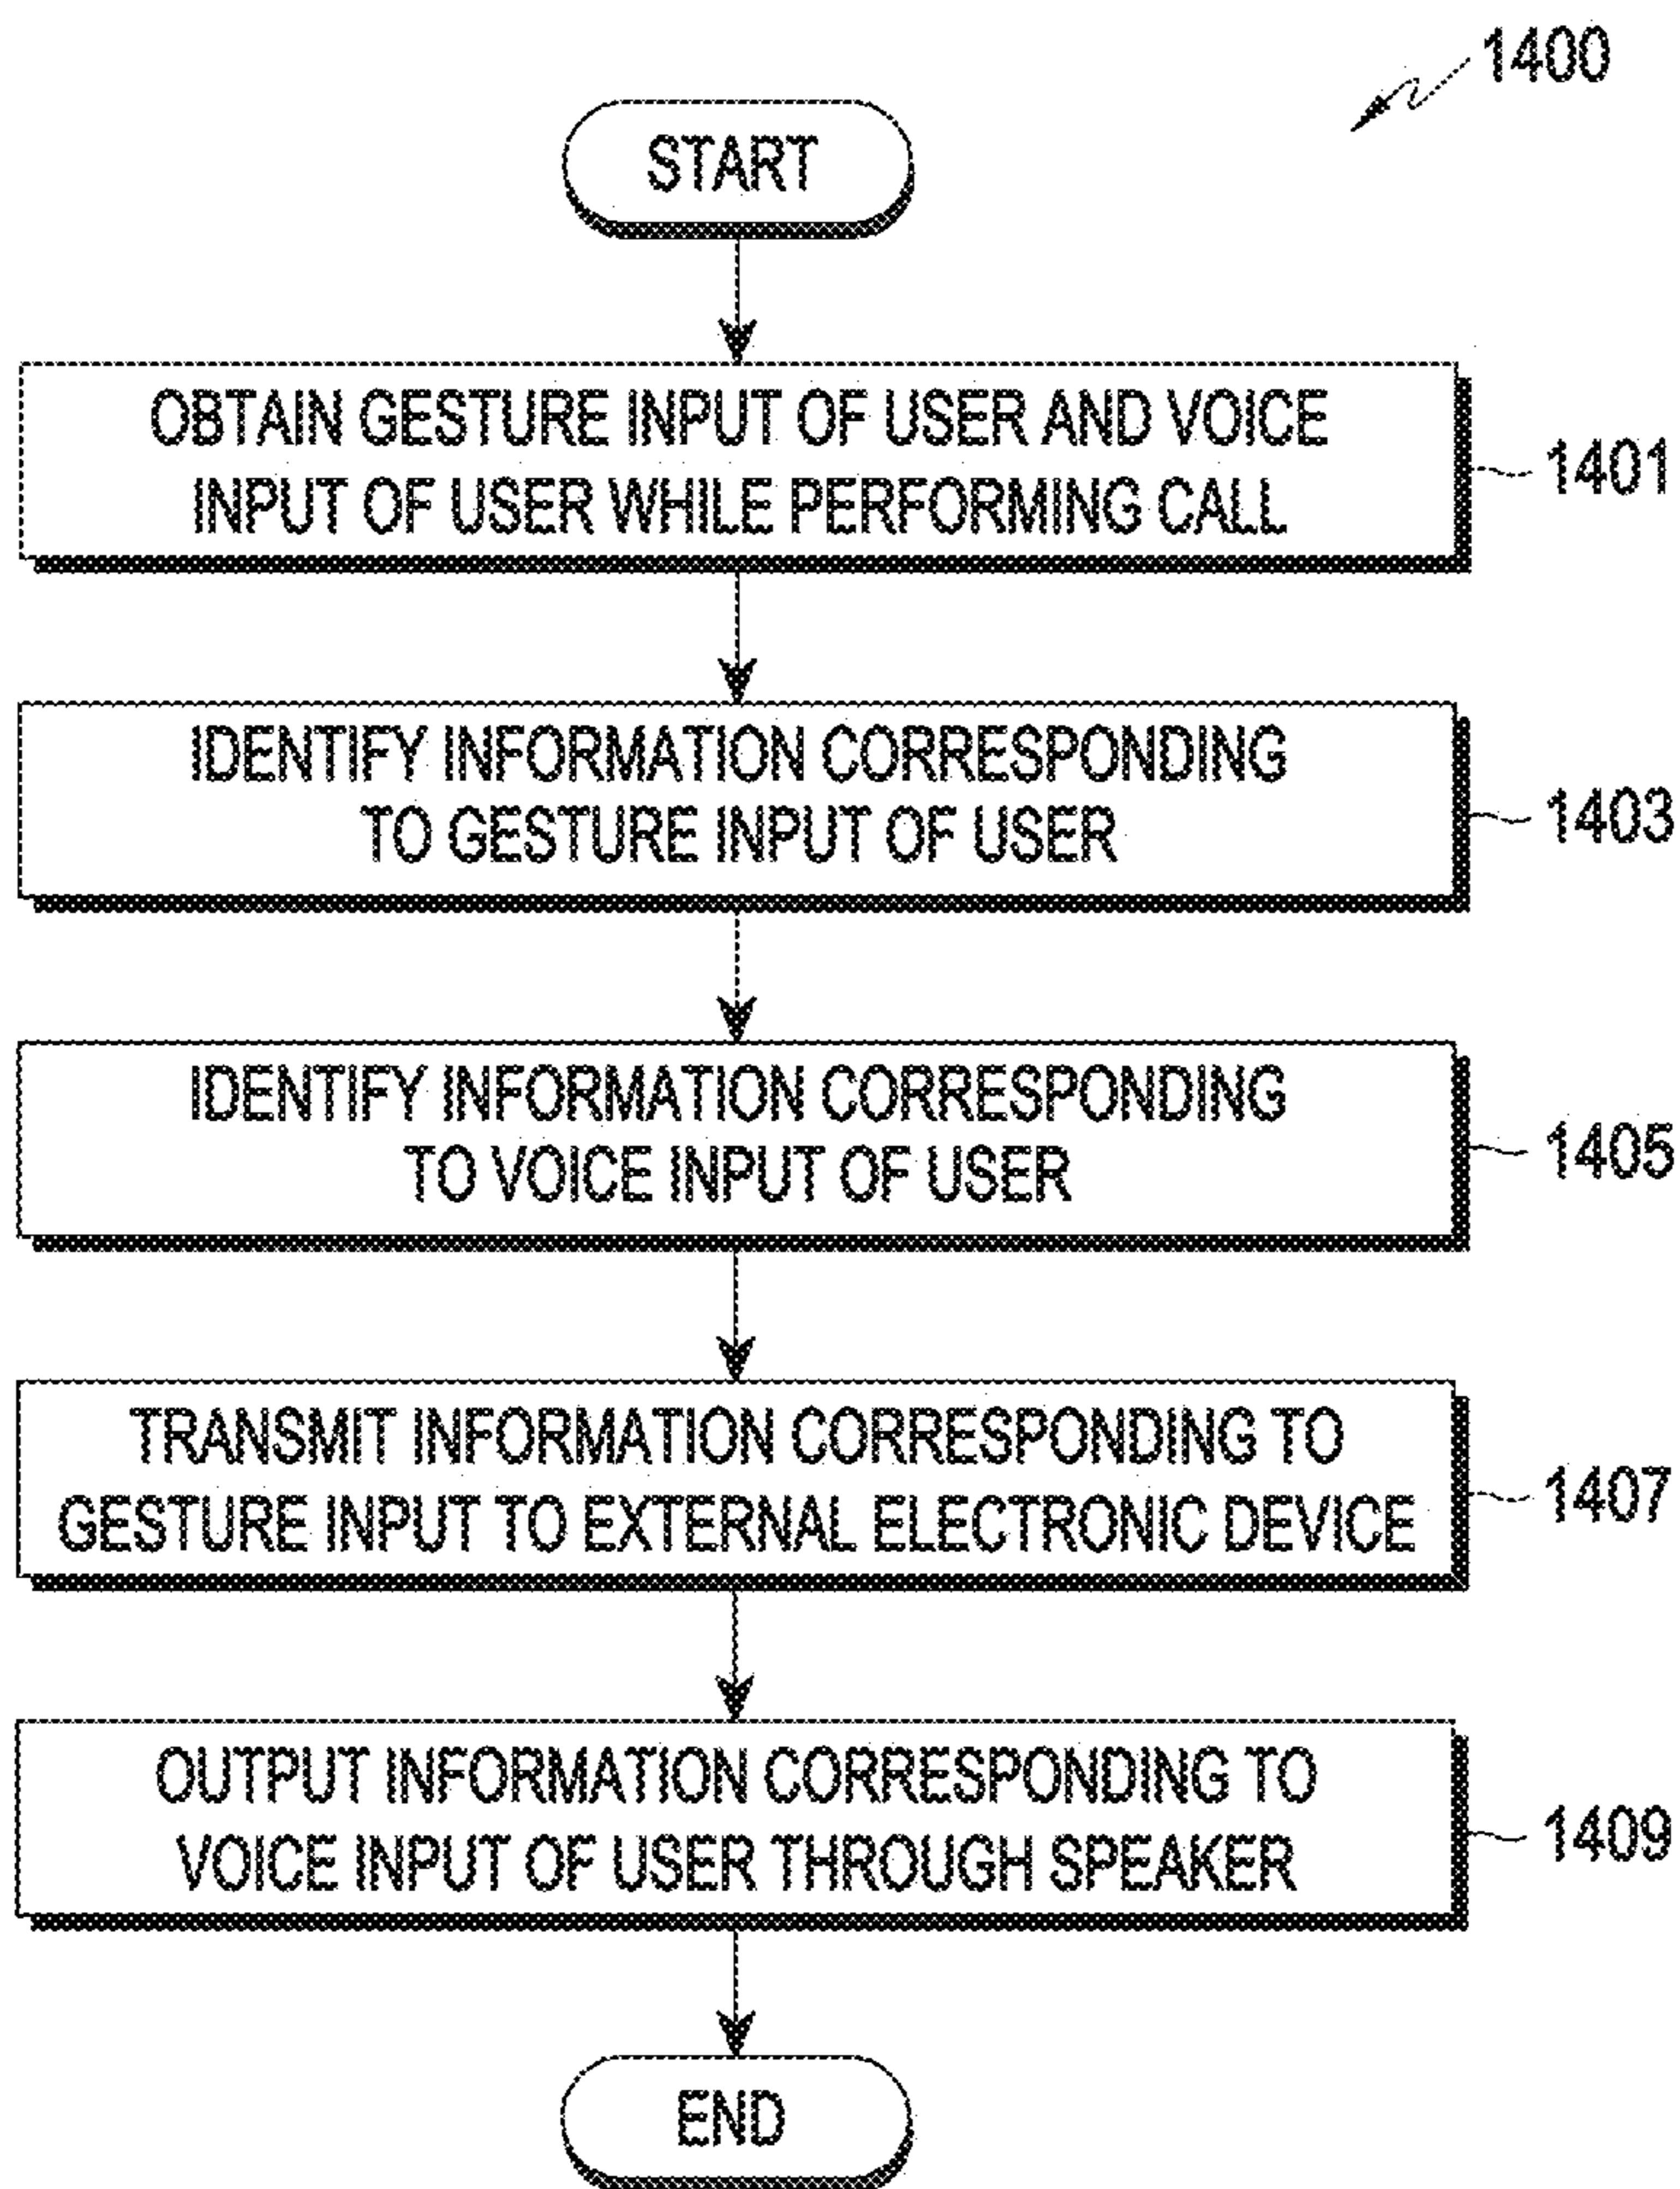 1400
START
OBTAIN GESTURE INPUT OF USER AND VOICE
INPUT OF USER WHILE PERFORMING CALL
1401
IDENTIFY INFORMATION CORRESPONDING
TO GESTURE INPUT OF USER
1403
IDENTIFY INFORMATION CORRESPONDING
TO VOICE INPUT OF USER
1405
TRANSMIT INFORMATION CORRESPONDING TO
GESTURE INPUT TO EXTERNAL ELECTRONIC DEVICE
1407
OUTPUT INFORMATION CORRESPONDING TO
VOICE INPUT OF USER THROUGH SPEAKER
1409
END